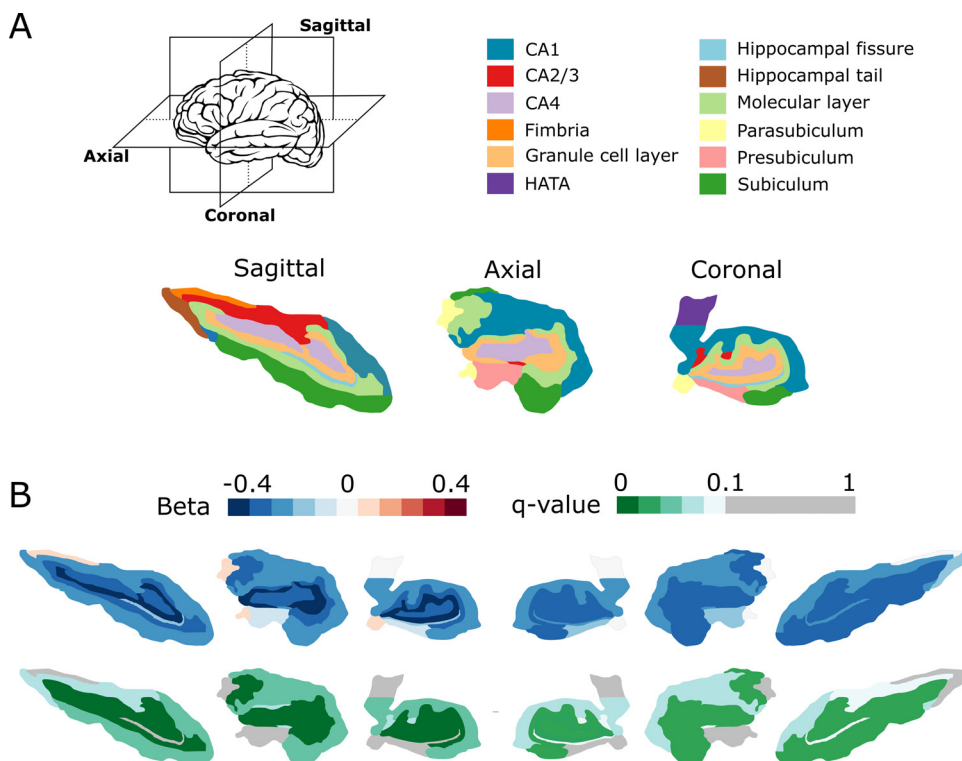 A
Sagittal
Axial
Coronal
CA1
CA2/3
CA4
Fimbria
Granule cell layer
HATA
Hippocampal fissure
Hippocampal tail
Molecular layer
Parasubiculum
Presubiculum
Subiculum
Sagittal
Axial
Coronal
B
Beta
-0.4 0 0.4
q-value
0 0.1 1